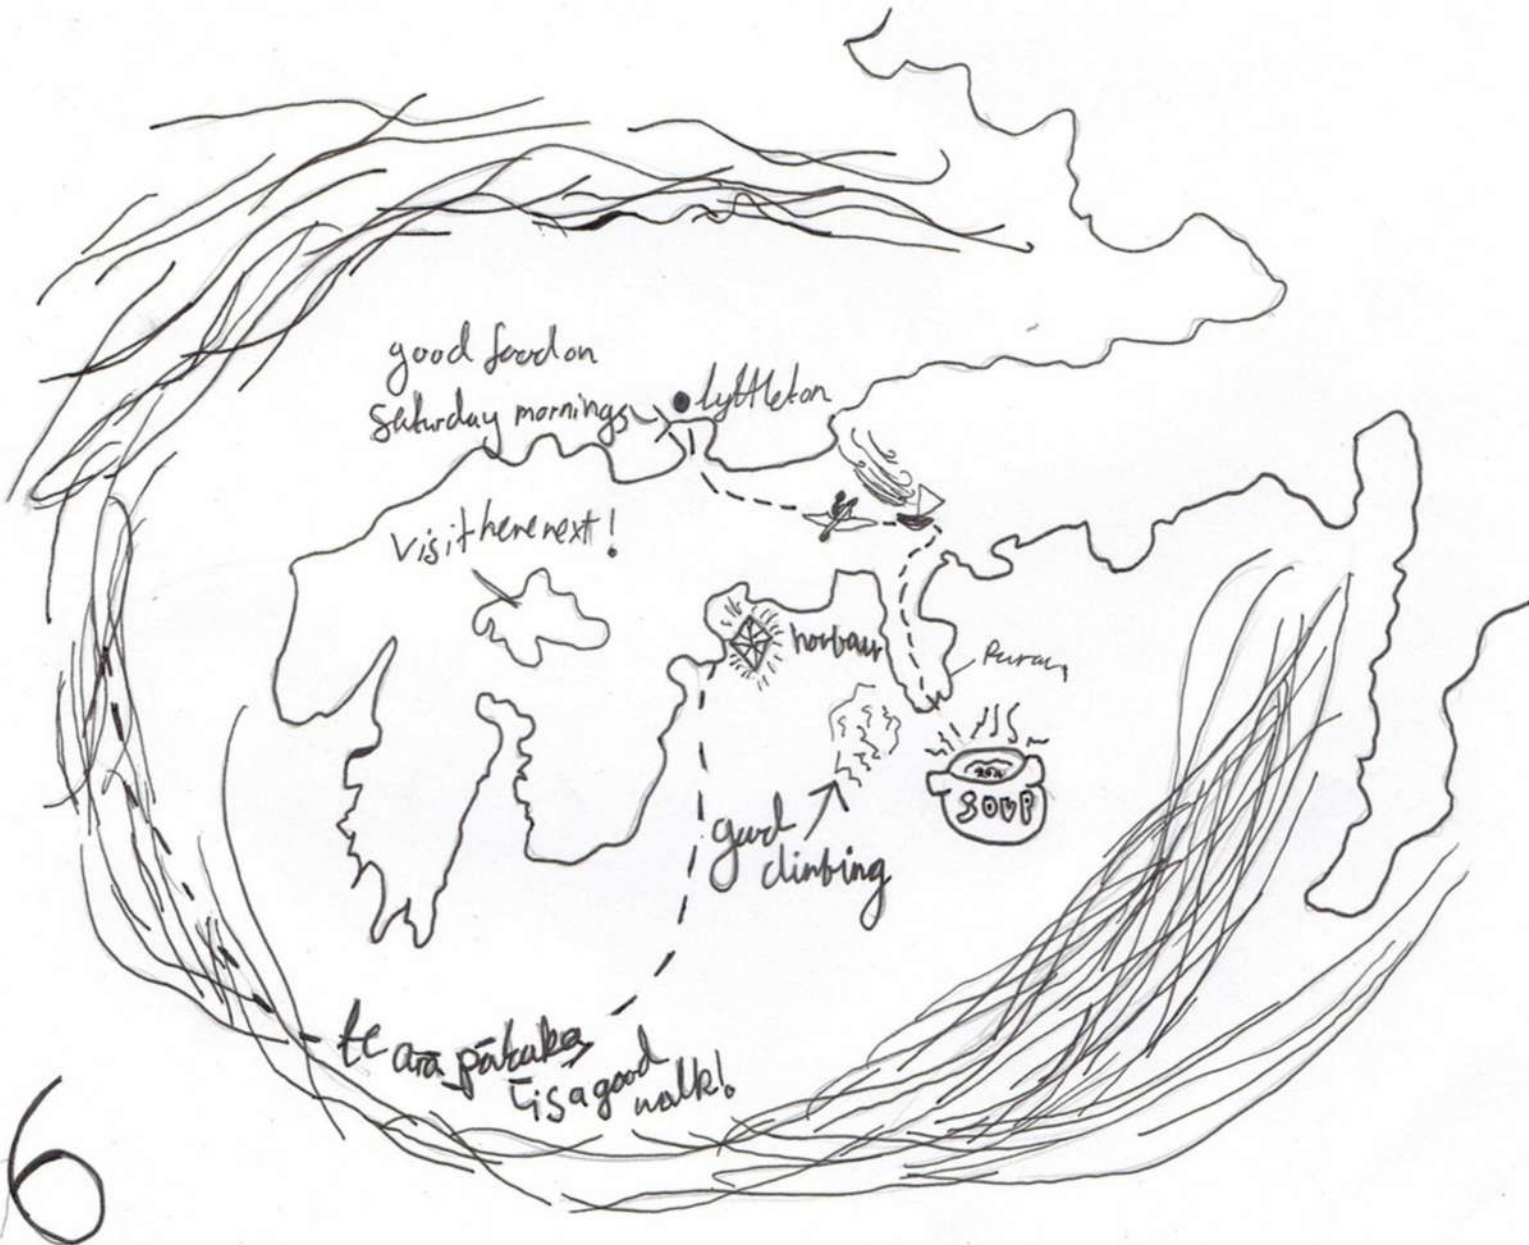 good food on
saturday mornings
lyttleton
visit here next!
Purau
SOUP
good
climbing
te ara pātaka
is a good
walk!
6